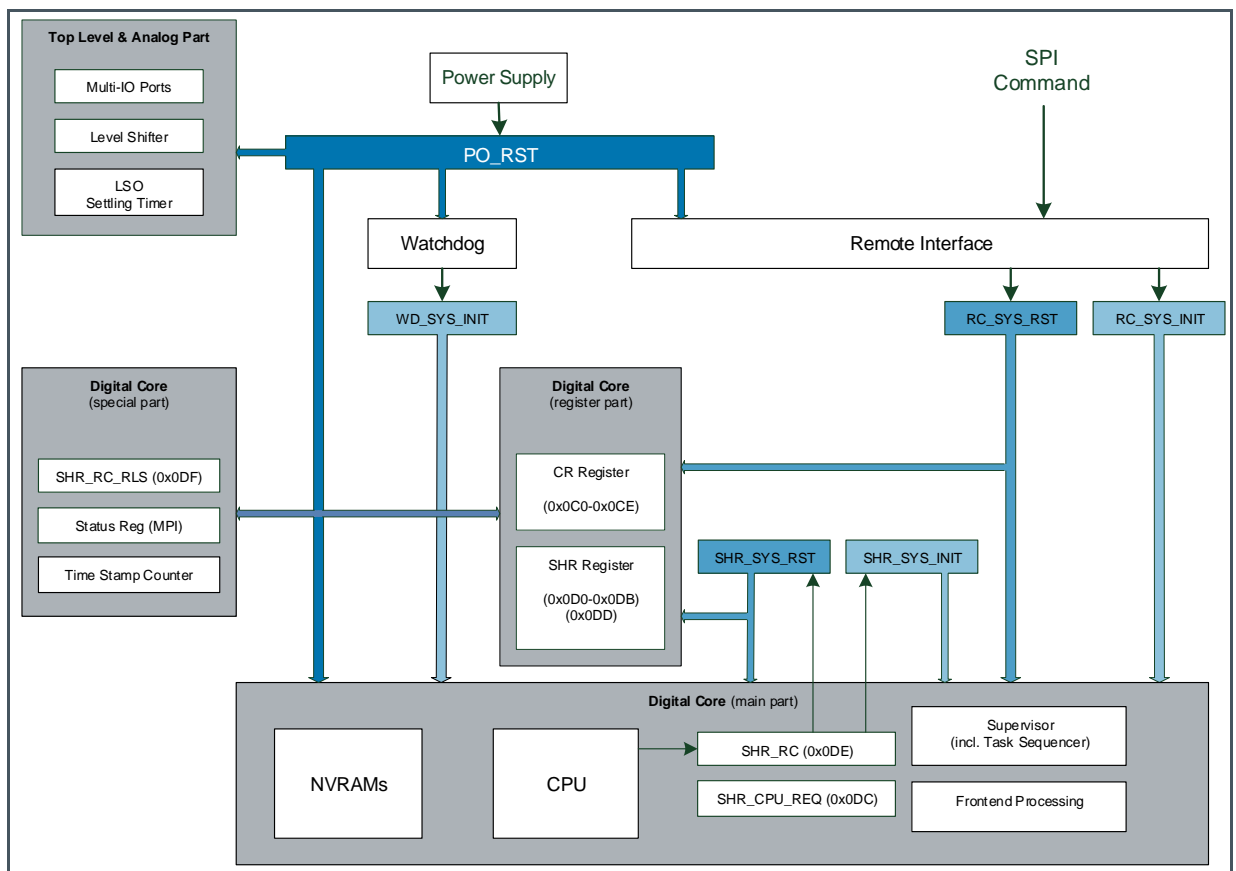 Top Level & Analog Part
Multi-IO Ports
Level Shifter
LSO
Settling Timer
Power Supply
SPI
Command
PO_RST
Watchdog
Remote Interface
WD_SYS_INIT
RC_SYS_RST
RC_SYS_INIT
Digital Core
(special part)
SHR_RC_RLS (0x0DF)
Status Reg (MPI)
Time Stamp Counter
Digital Core
(register part)
CR Register
(0x0C0-0x0CE)
SHR Register
(0x0D0-0x0DB)
(0x0DD)
SHR_SYS_RST
SHR_SYS_INIT
Digital Core (main part)
NVRAMs
CPU
SHR_RC (0x0DE)
SHR_CPU_REQ (0x0DC)
Supervisor
(incl. Task Sequencer)
Frontend Processing